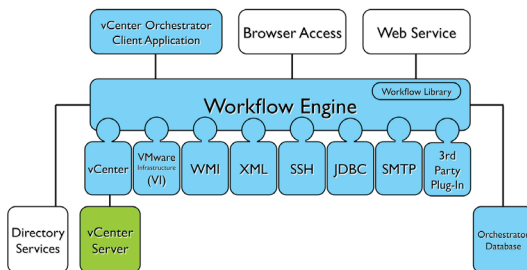 vCenter Orchestrator
Client Application
Browser Access
Web Service
Workflow Library
Workflow Engine
vCenter
VMware
Infrastructure
(VI)
WMI
XML
SSH
JDBC
SMTP
3rd
Party
Plug-In
Directory
Services
vCenter
Server
Orchestrator
Database